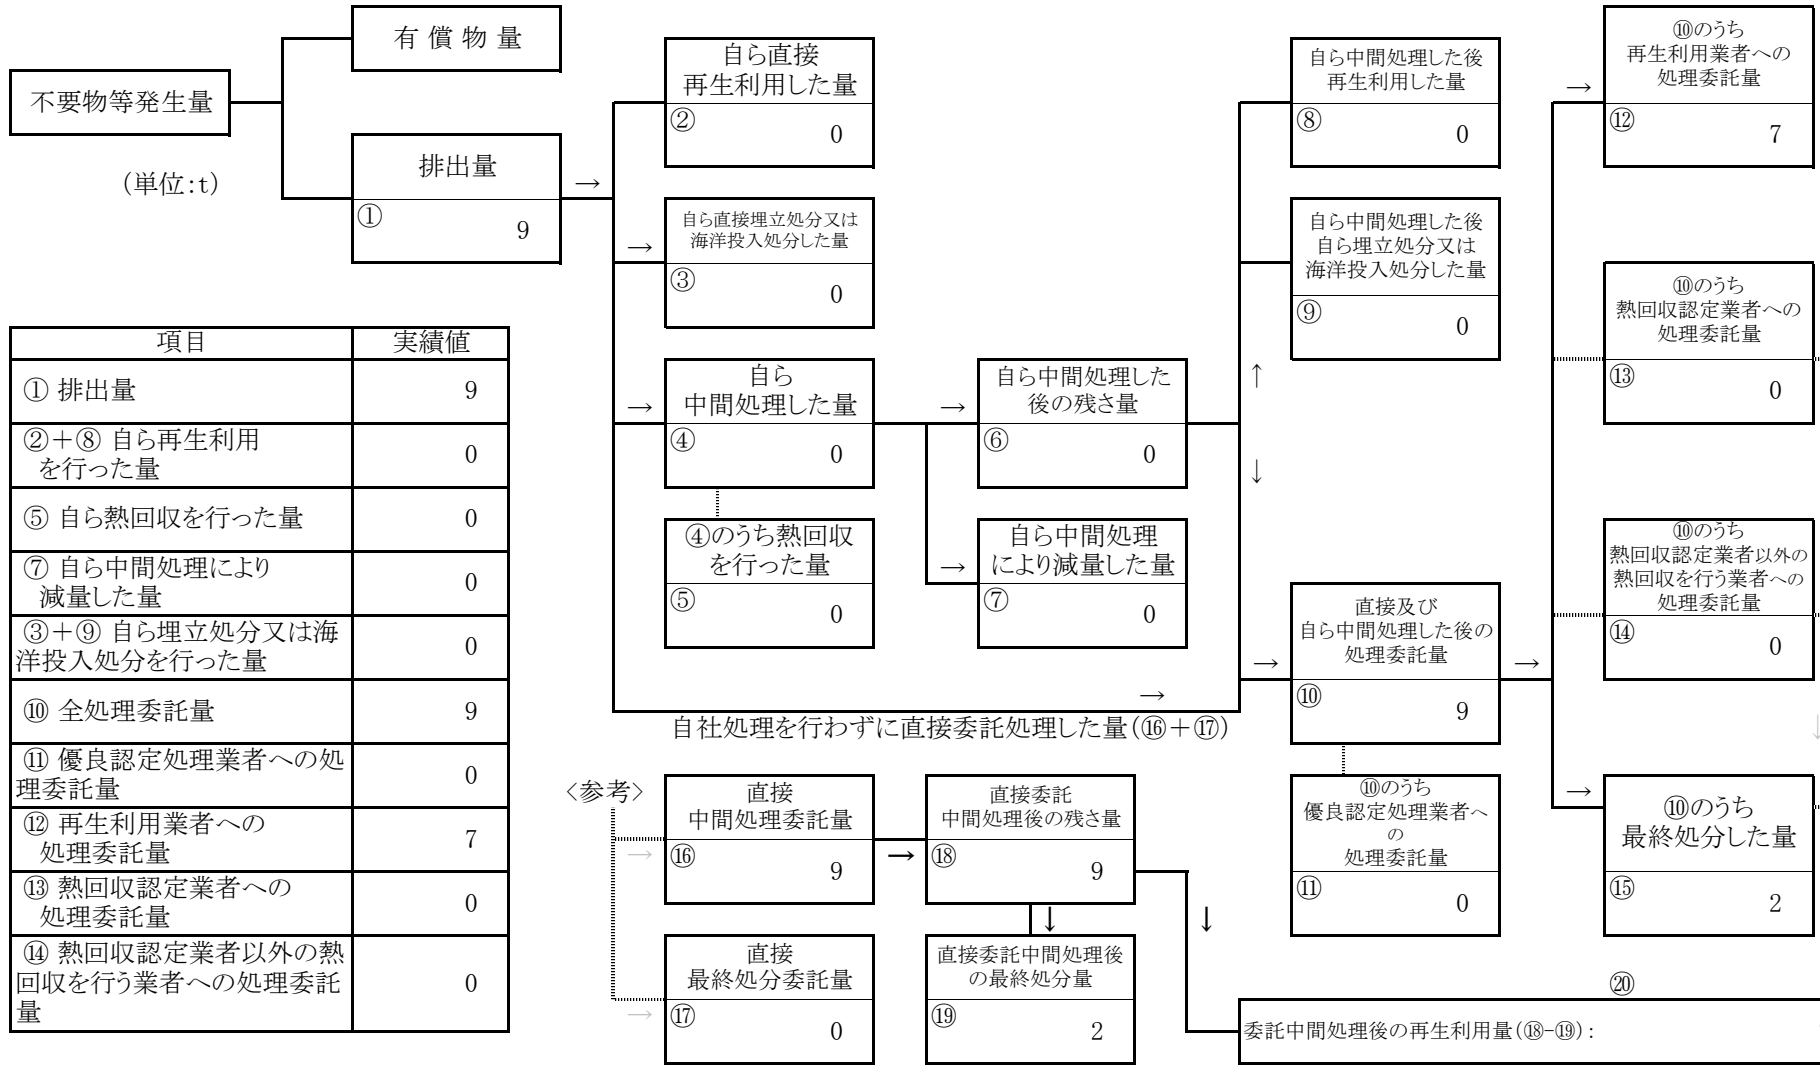 有 償 物 量
不要物等発生量
(単位:t)
排出量
①
9
→
自ら直接
再生利用した量
②
0
→
自ら直接埋立処分又は
海洋投入処分した量
③
0
→
自ら
中間処理した量
④
0
④のうち熱回収
を行った量
⑤
0
→
自ら中間処理した
後の残さ量
⑥
0
→
自ら中間処理
により減量した量
⑦
0
自ら中間処理した後
再生利用した量
⑧
0
自ら中間処理した後
自ら埋立処分又は
海洋投入処分した量
⑨
0
↑
↓
→
自社処理を行わずに直接委託処理した量(⑯+⑰)
→
直接及び
自ら中間処理した後の
処理委託量
⑩
9
⑩のうち
優良認定処理業者へ
の
処理委託量
⑪
0
→
→
⑩のうち
再生利用業者への
処理委託量
⑫
7
⑩のうち
熱回収認定業者への
処理委託量
⑬
0
⑩のうち
熱回収認定業者以外の
熱回収を行う業者への
処理委託量
⑭
0
↓
→
⑩のうち
最終処分した量
⑮
2
項目 実績値
① 排出量 9
②+⑧ 自ら再生利用
を行った量 0
⑤ 自ら熱回収を行った量 0
⑦ 自ら中間処理により
減量した量 0
③+⑨ 自ら埋立処分又は海
洋投入処分を行った量 0
⑩ 全処理委託量 9
⑪ 優良認定処理業者への処
理委託量 0
⑫ 再生利用業者への
処理委託量 7
⑬ 熱回収認定業者への
処理委託量 0
⑭ 熱回収認定業者以外の熱
回収を行う業者への処理委託
量 0
〈参考〉
→
直接
中間処理委託量
⑯
9
→
直接委託
中間処理後の残さ量
⑱
9
↓
↓
→
直接
最終処分委託量
⑰
0
直接委託中間処理後
の最終処分量
⑲
2
⑳
委託中間処理後の再生利用量(⑱-⑲):